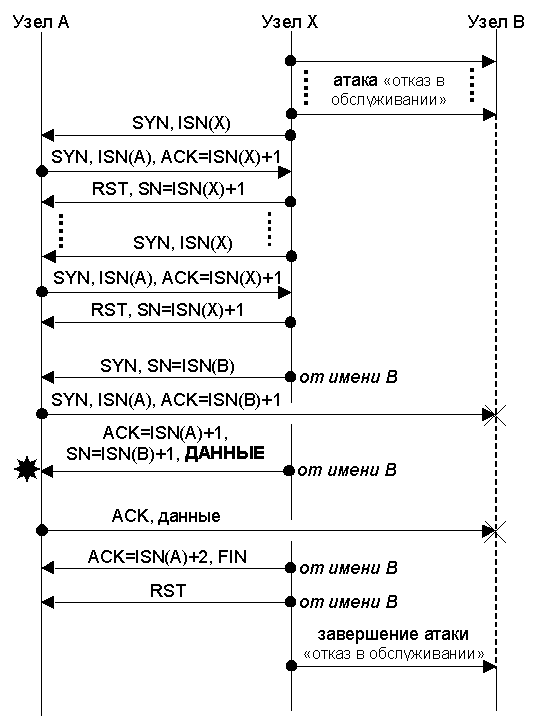 Узел A Узел X Узел B
атака «отказ в
обслуживании»
SYN, ISN(X)
SYN, ISN(A), ACK=ISN(X)+1
RST, SN=ISN(X)+1
SYN, ISN(X)
SYN, ISN(A), ACK=ISN(X)+1
RST, SN=ISN(X)+1
SYN, SN=ISN(B)
от имени B
SYN, ISN(A), ACK=ISN(B)+1
ACK=ISN(A)+1,
SN=ISN(B)+1, ДАННЫЕ
от имени B
ACK, данные
ACK=ISN(A)+2, FIN
от имени B
RST
от имени B
завершение атаки
«отказ в обслуживании»